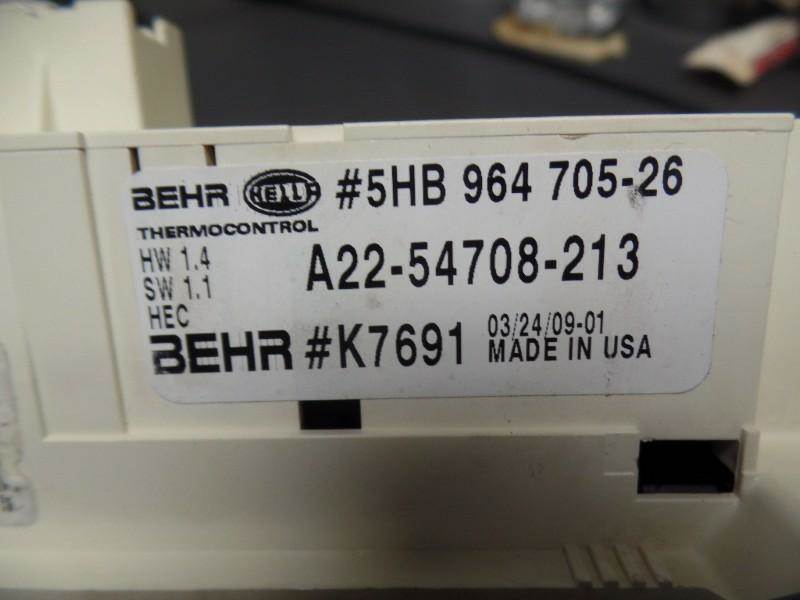 BEHR HELLA #5HB 964 705-26
THERMOCONTROL
HW 1.4
SW 1.1
HEC
A22-54708-213
BEHR #K7691
03/24/09-01
MADE IN USA